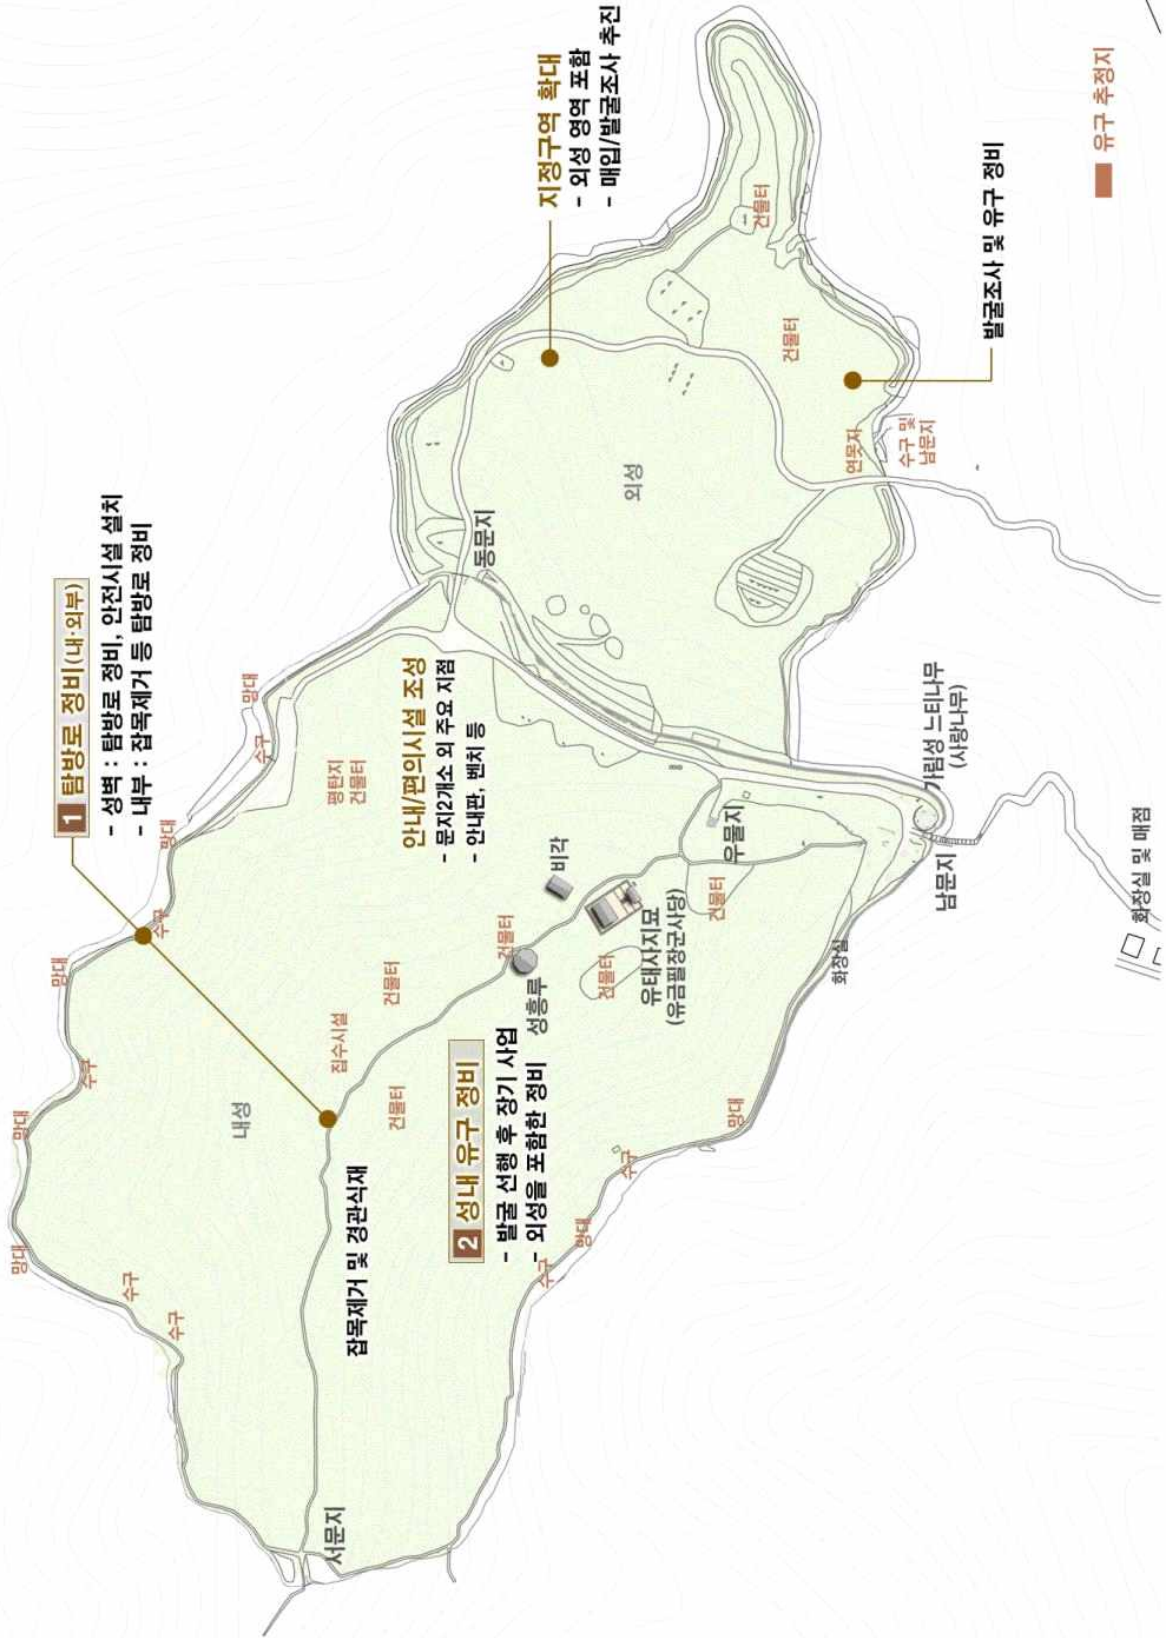 1 탐방로 정비(내·외부)
- 성벽 : 탐방로 정비, 안전시설 설치
- 내부 : 잡목제거 등 탐방로 정비
지정구역 확대
- 외성 영역 포함
- 매입/발굴조사 추진
안내/편의시설 조성
- 문지2개소 외 주요 지점
- 안내판, 벤치 등
2 성내 유구 정비
- 발굴 선행 후 장기 사업
- 외성을 포함한 정비
잡목제거 및 경관식재
발굴조사 및 유구 정비
유구 추정지
망대
망대
수구
수구
망대
수구
망대
수구
망대
수구
망대
수구
망대
수구
망대
수구
내성
서문지
집수시설
건물터
건물터
건물터
건물터
건물터
평탄지
건물터
성흥루
비각
유태사지묘
(유금필장군사당)
우물지
화장실
남문지
가림성 느티나무
(사랑나무)
화장실 및 매점
동문지
외성
건물터
건물터
연못지
수구 및
남문지